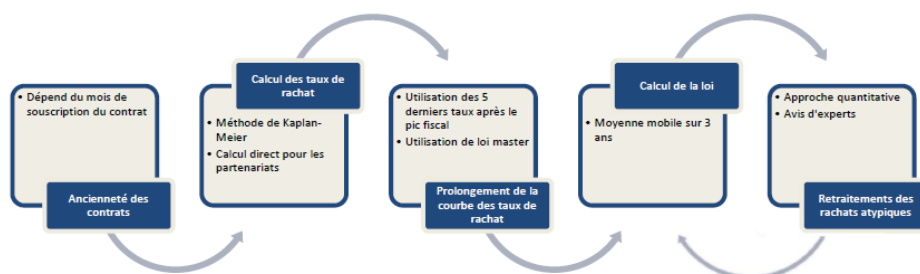 • Dépend du mois de
souscription du contrat
Ancienneté des
contrats
Calcul des taux de
rachat
• Méthode de Kaplan-
Meier
• Calcul direct pour les
partenariats
• Utilisation des 5
derniers taux après le
pic fiscal
• Utilisation de loi master
Prolongement de la
courbe des taux de
rachat
Calcul de la loi
• Moyenne mobile sur 3
ans
• Approche quantitative
• Avis d'experts
Retraitements des
rachats atypiques